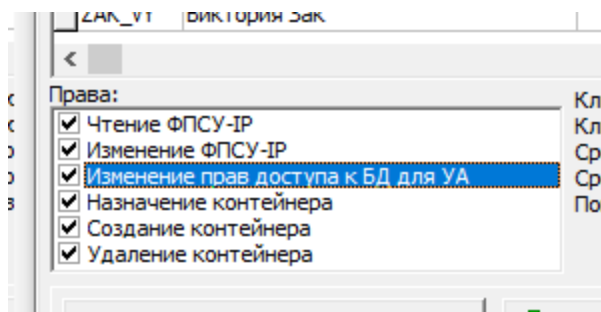 ZAK_VY Виктория Зак
Права:
Чтение ФПСУ-IP
Изменение ФПСУ-IP
Изменение прав доступа к БД для УА
Назначение контейнера
Создание контейнера
Удаление контейнера
Кл
Кл
Ср
Ср
По